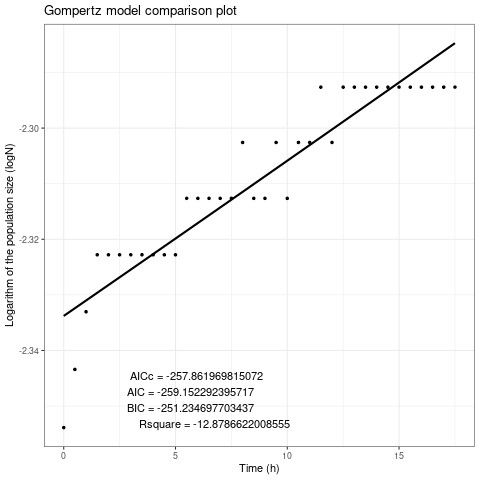 Gompertz model comparison plot
Logarithm of the population size (logN)
-2.30
-2.32
-2.34
AICc = -257.861969815072
AIC = -259.152292395717
BIC = -251.234697703437
Rsquare = -12.8786622008555
0 5 10 15
Time (h)